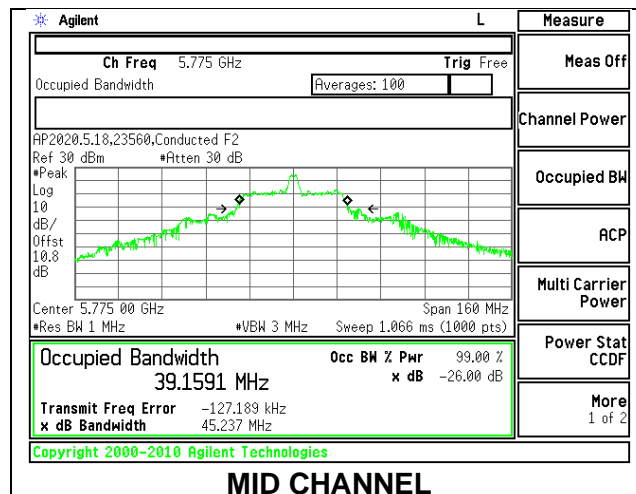 Agilent L
Ch Freq 5.775 GHz Trig Free
Occupied Bandwidth Averages: 100
AP2020.5.18,23560,Conducted F2
Ref 30 dBm #Atten 30 dB
#Peak
Log
10
dB/
Offst
10.8
dB
Center 5.775 00 GHz Span 160 MHz
#Res BW 1 MHz #VBW 3 MHz Sweep 1.066 ms (1000 pts)
Occupied Bandwidth Occ BW % Pwr 99.00 %
39.1591 MHz x dB -26.00 dB
Transmit Freq Error -127.189 kHz
x dB Bandwidth 45.237 MHz
Copyright 2000-2010 Agilent Technologies
Measure
Meas Off
Channel Power
Occupied BW
ACP
Multi Carrier
Power
Power Stat
CCDF
More
1 of 2
MID CHANNEL